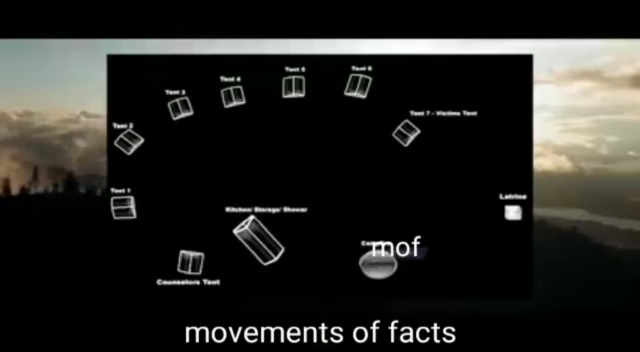 Tent 5
Tent 6
Tent 4
Tent 3
Tent 7 - Victims Tent
Tent 2
Tent 1
Latrine
Kitchen/ Storage/ Shower
mof
Counselors Tent
movements of facts